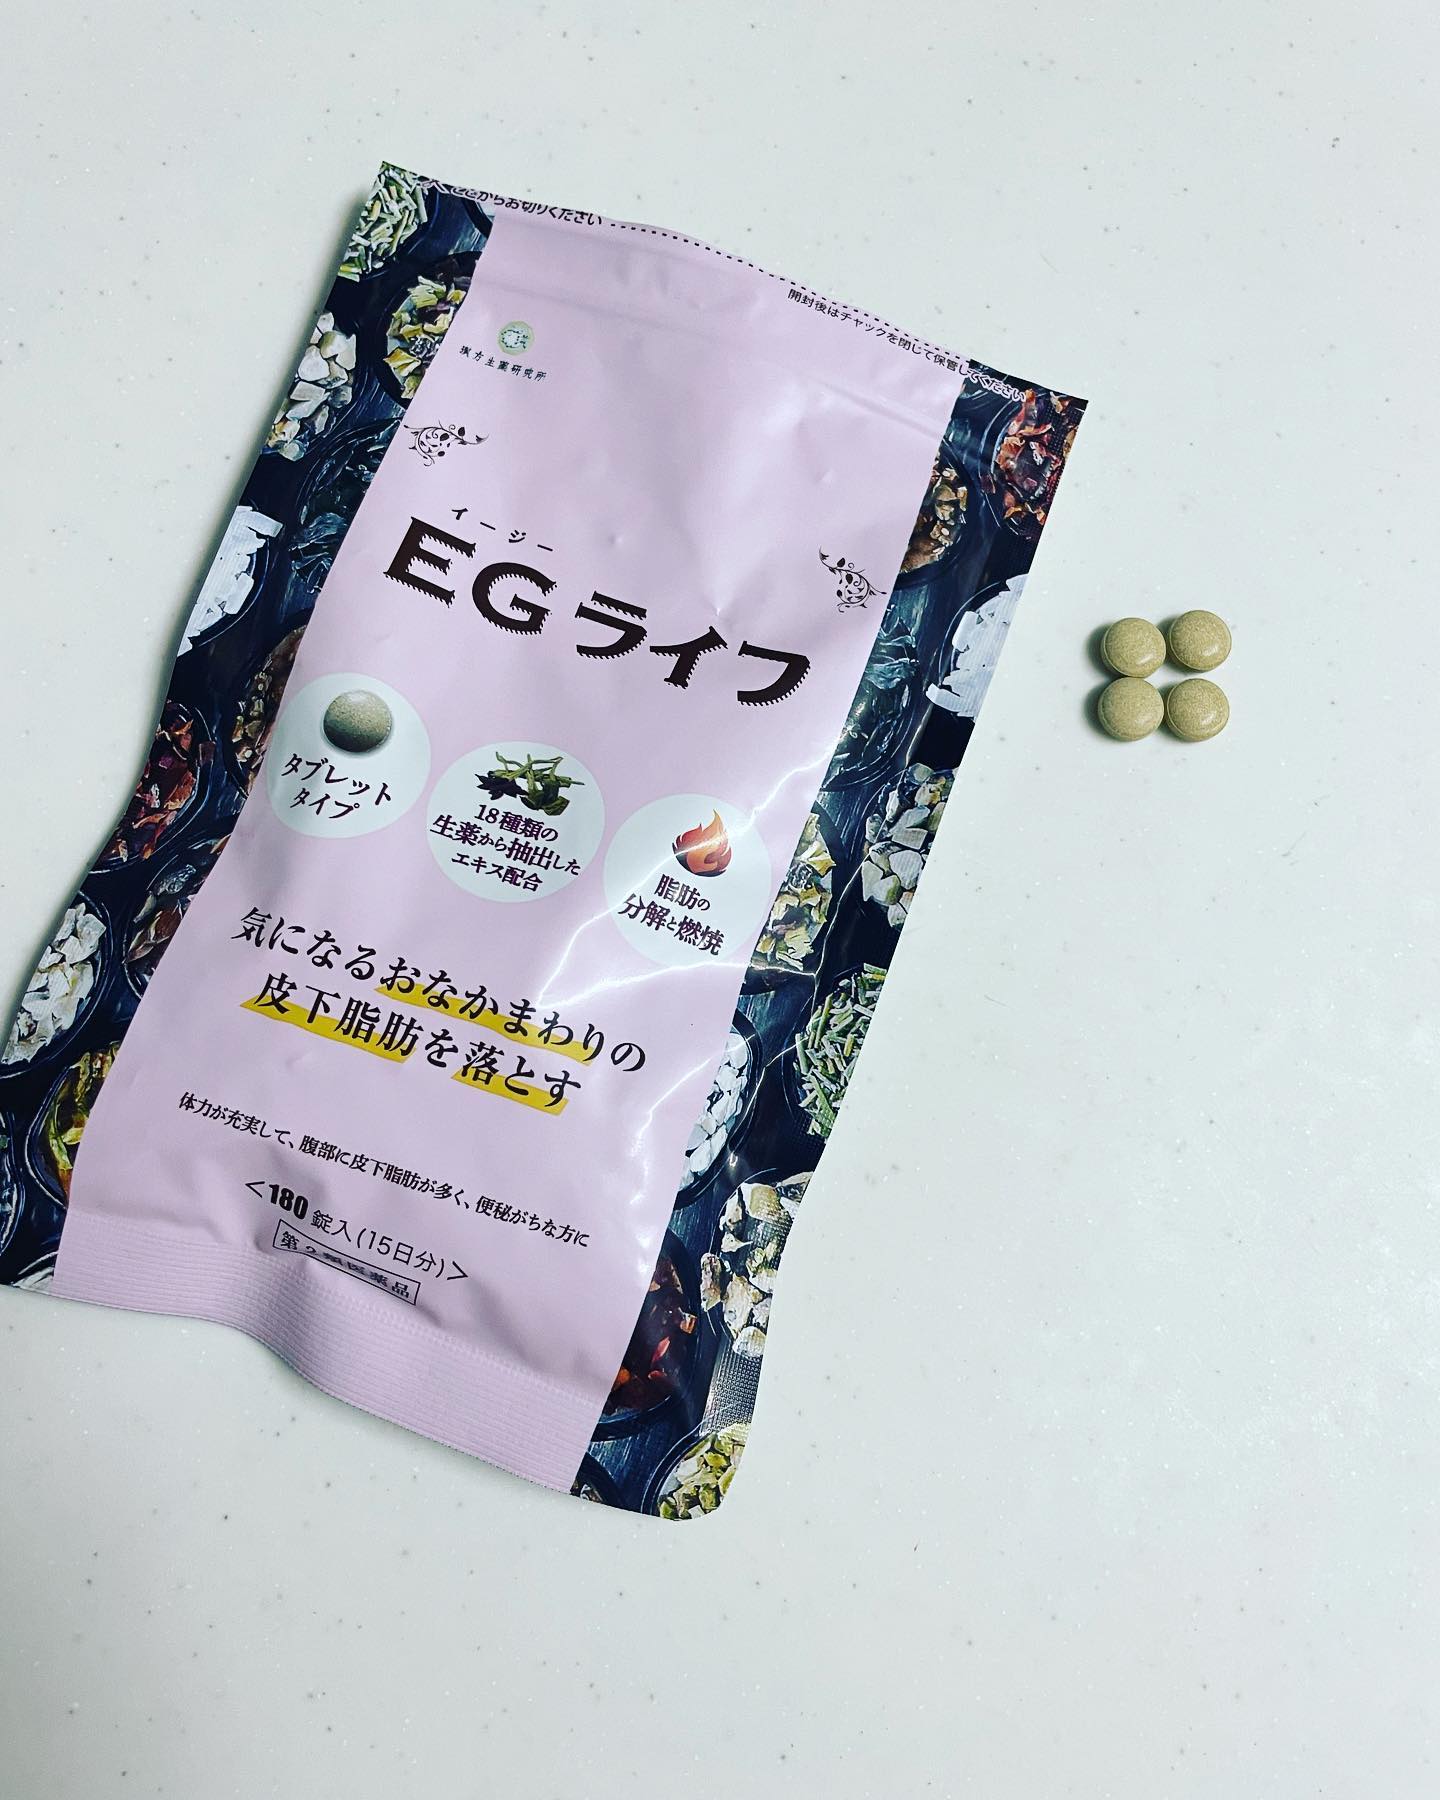 ここからお切りください
開封後はチャックを閉じて保管してください
漢方生薬研究所
イージー
EGライフ
タブレット
タイプ
18種類の
生薬から抽出した
エキス配合
脂肪の
分解と燃焼
気になるおなかまわりの
皮下脂肪を落とす
体力が充実して、腹部に皮下脂肪が多く、便秘がちな方に
<180錠入(15日分)>
第2類医薬品